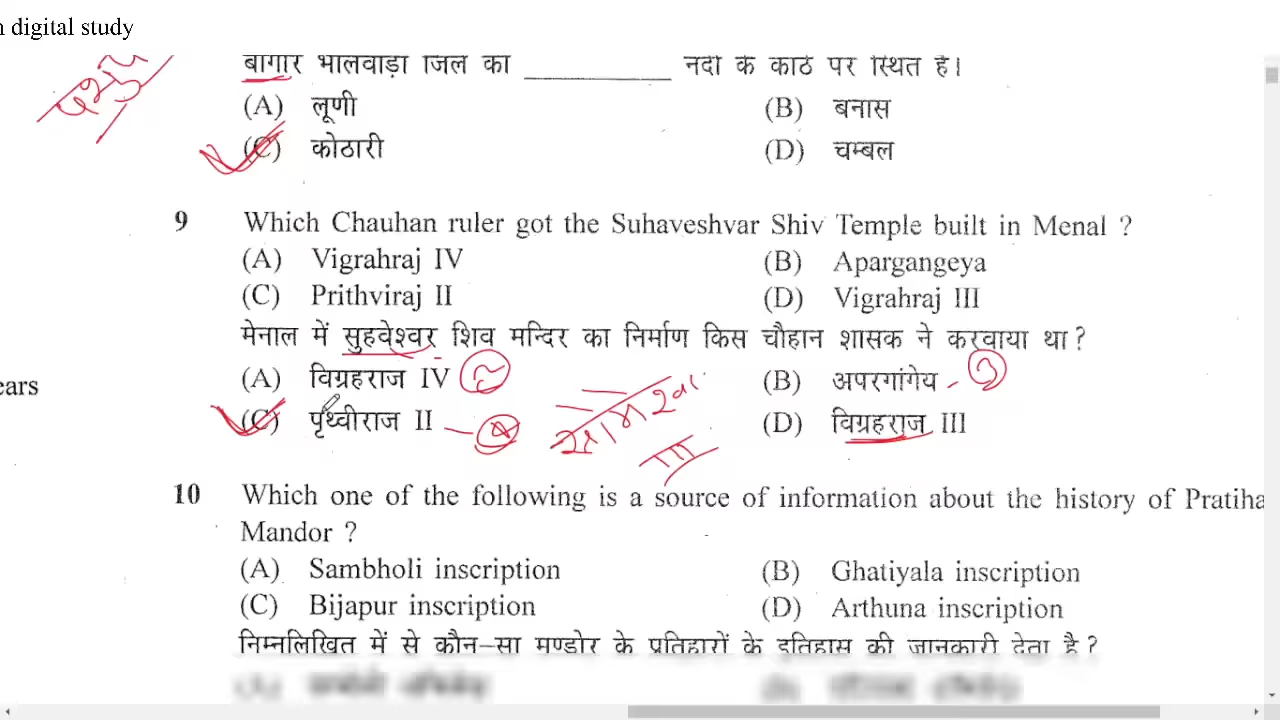 digital study
बागार भीलवाड़ा जिले का ___________ नदी के कांठे पर स्थित है।
(A) लूणी (B) बनास
(C) कोठारी (D) चम्बल
9 Which Chauhan ruler got the Suhaveshvar Shiv Temple built in Menal ?
(A) Vigrahraj IV (B) Apargangeya
(C) Prithviraj II (D) Vigrahraj III
मेनाल में सुहवेश्वर शिव मन्दिर का निर्माण किस चौहान शासक ने करवाया था ?
ears
(A) विग्रहराज IV (B) अपरगांगेय
(C) पृथ्वीराज II (D) विग्रहराज III
10 Which one of the following is a source of information about the history of Pratiha
Mandor ?
(A) Sambholi inscription (B) Ghatiyala inscription
(C) Bijapur inscription (D) Arthuna inscription
निम्नलिखित में से कौन-सा मण्डोर के प्रतिहारों के इतिहास की जानकारी देता है ?